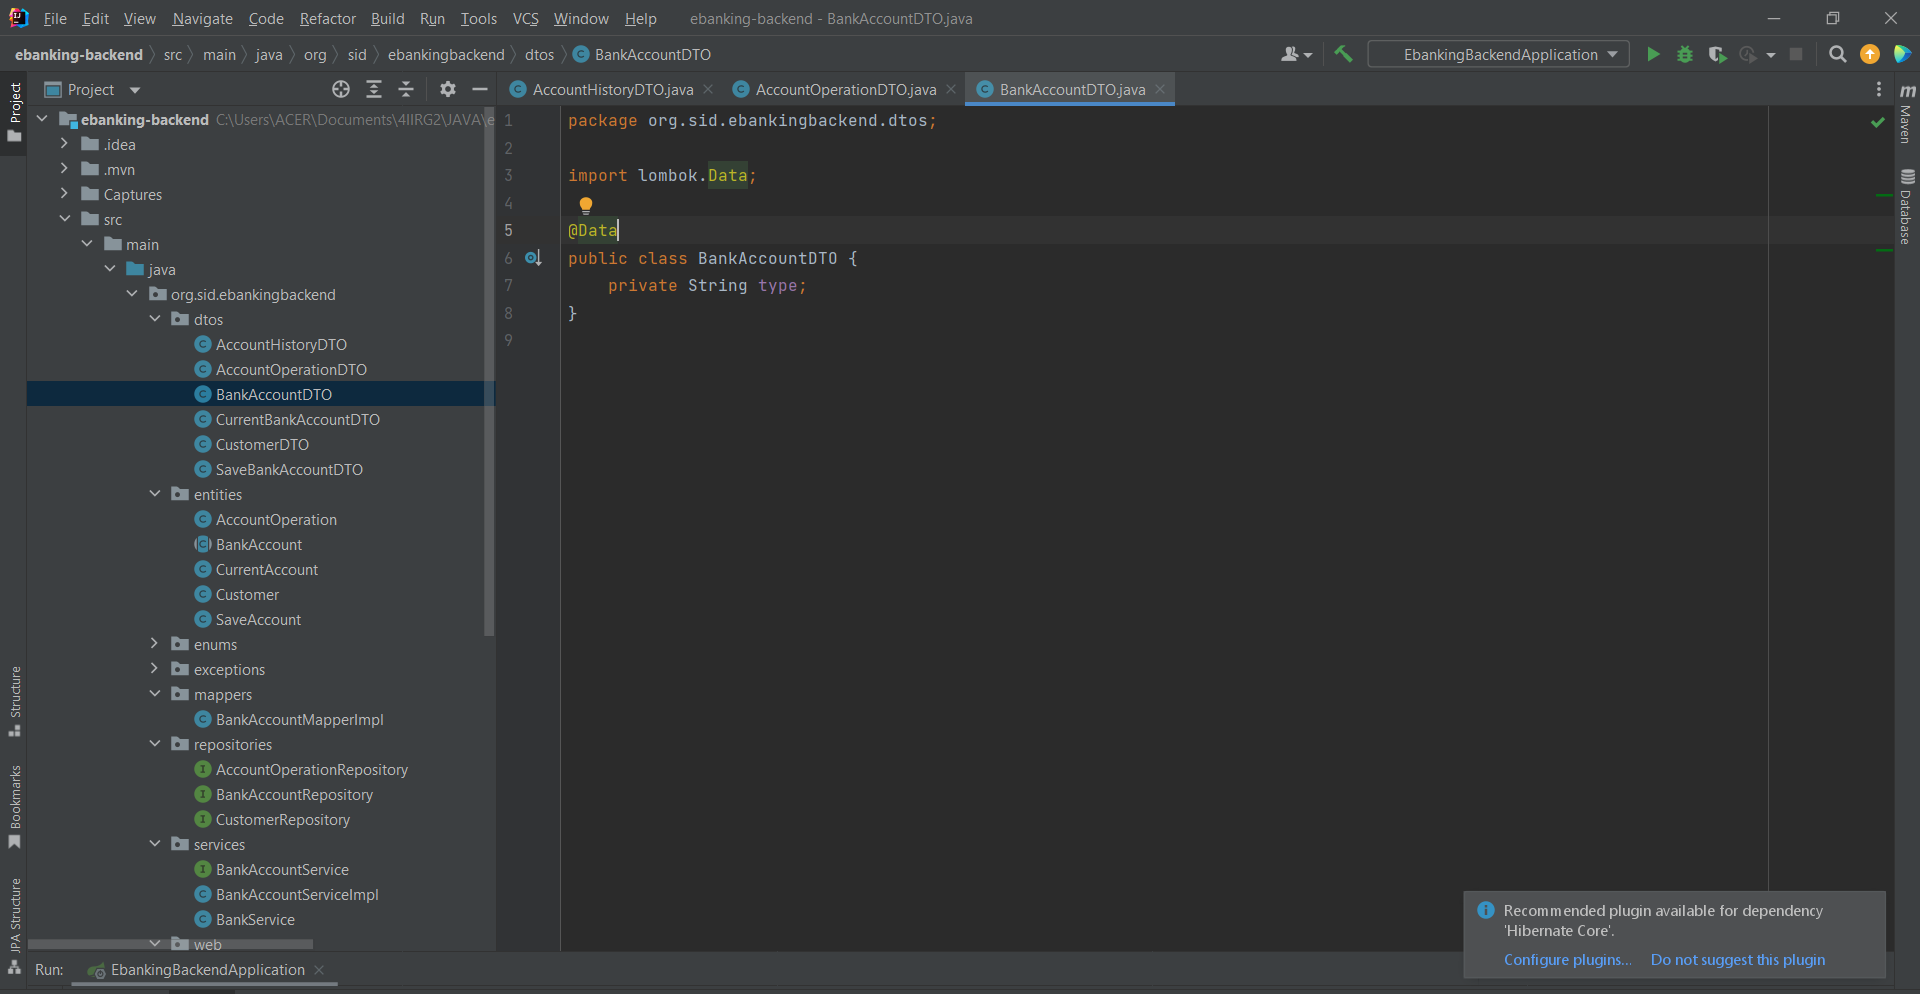 File Edit View Navigate Code Refactor Build Run Tools VCS Window Help ebanking-backend - BankAccountDTO.java
ebanking-backend src main java org sid ebankingbackend dtos BankAccountDTO EbankingBackendApplication
Project
AccountHistoryDTO.java AccountOperationDTO.java BankAccountDTO.java
ebanking-backend C:\Users\ACER\Documents\4IIRG2\JAVA\e
.idea
.mvn
Captures
src
main
java
org.sid.ebankingbackend
dtos
AccountHistoryDTO
AccountOperationDTO
BankAccountDTO
CurrentBankAccountDTO
CustomerDTO
SaveBankAccountDTO
entities
AccountOperation
BankAccount
CurrentAccount
Customer
SaveAccount
enums
exceptions
mappers
BankAccountMapperImpl
repositories
AccountOperationRepository
BankAccountRepository
CustomerRepository
services
BankAccountService
BankAccountServiceImpl
BankService
web
1 package org.sid.ebankingbackend.dtos;
2
3 import lombok.Data;
4
5 @Data
6 public class BankAccountDTO {
7 private String type;
8 }
9
Project
Structure
Bookmarks
JPA Structure
m Maven
Database
Recommended plugin available for dependency
'Hibernate Core'.
Configure plugins... Do not suggest this plugin
Run: EbankingBackendApplication